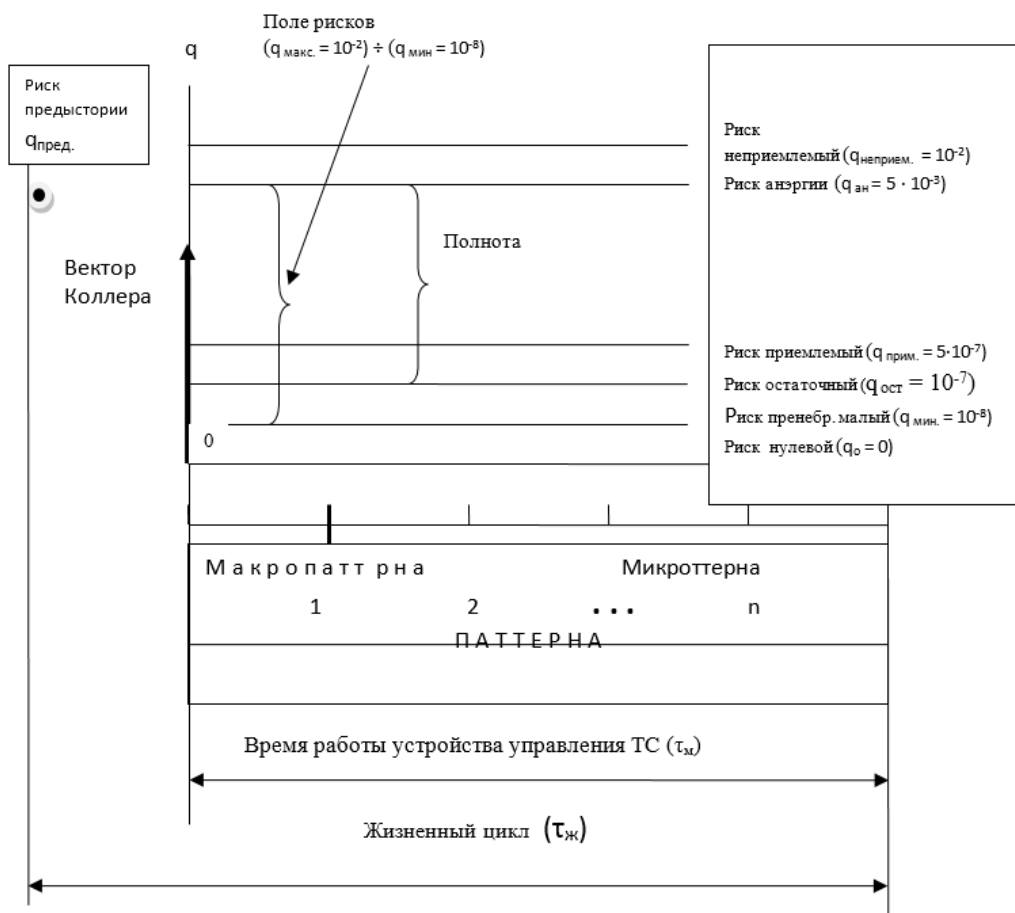 Поле рисков
q
(q макс. = 10⁻²) ÷ (q мин = 10⁻⁸)
Риск
предыстории
qпред.
Риск
неприемлемый (qнеприем. = 10⁻²)
Риск анэргии (q ан = 5 · 10⁻³)
Полнота
Вектор
Коллера
Риск приемлемый (q прим. = 5·10⁻⁷)
Риск остаточный (qост = 10⁻⁷)
Риск пренебр. малый (q мин. = 10⁻⁸)
Риск нулевой (qо = 0)
0
Макропатт рна Микроттерна
1 2 ... n
ПАТТЕРНА
Время работы устройства управления ТС (τм)
Жизненный цикл (τж)